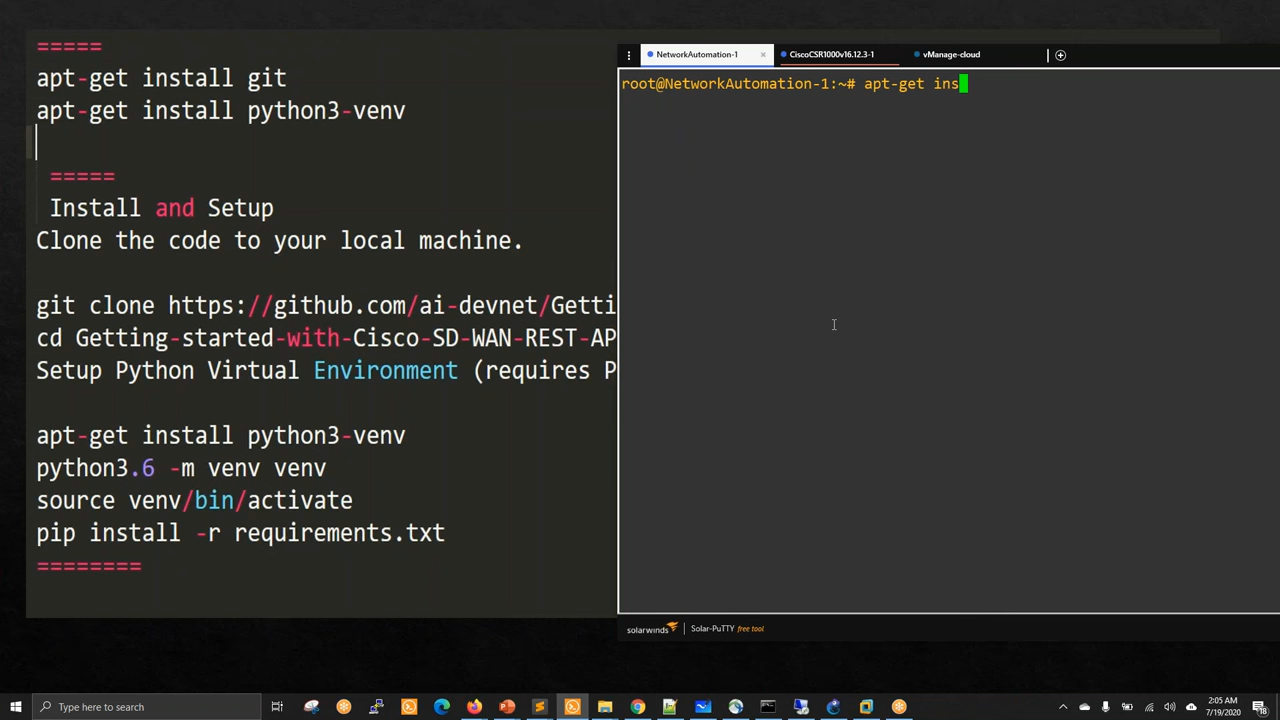 =====
apt-get install git
apt-get install python3-venv
=====
Install and Setup
Clone the code to your local machine.
git clone https://github.com/ai-devnet/Getti
cd Getting-started-with-Cisco-SD-WAN-REST-AP
Setup Python Virtual Environment (requires P
apt-get install python3-venv
python3.6 -m venv venv
source venv/bin/activate
pip install -r requirements.txt
========
NetworkAutomation-1
CiscoCSR1000v16.12.3-1
vManage-cloud
root@NetworkAutomation-1:~# apt-get ins
solarwinds
Solar-PuTTY free tool
Type here to search
2:05 AM
7/19/2020
18